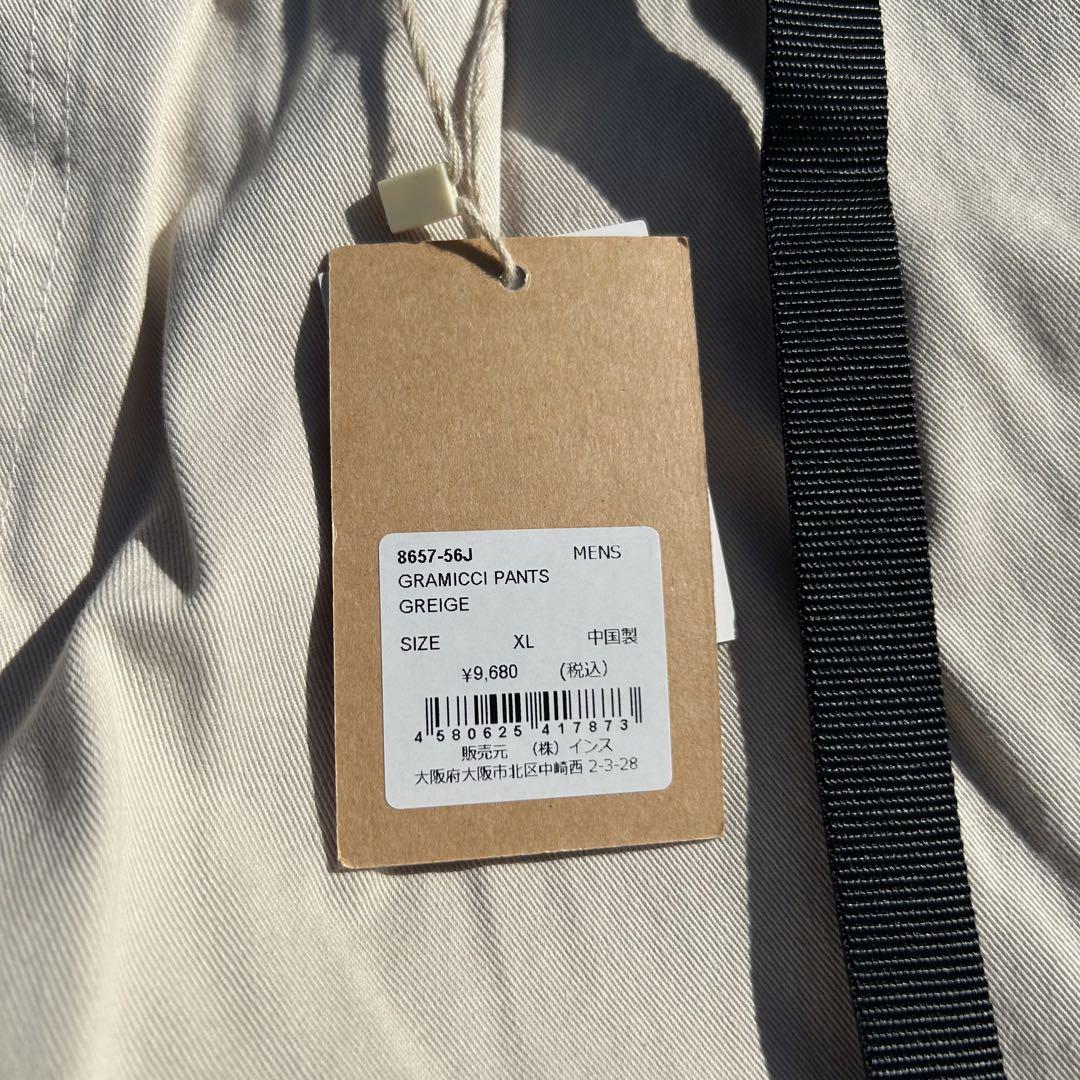 8657-56J MENS
GRAMICCI PANTS
GREIGE
SIZE XL 中国製
¥9,680 (税込)
4 580625 417873
販売元 (株) インス
大阪府大阪市北区中崎西 2-3-28